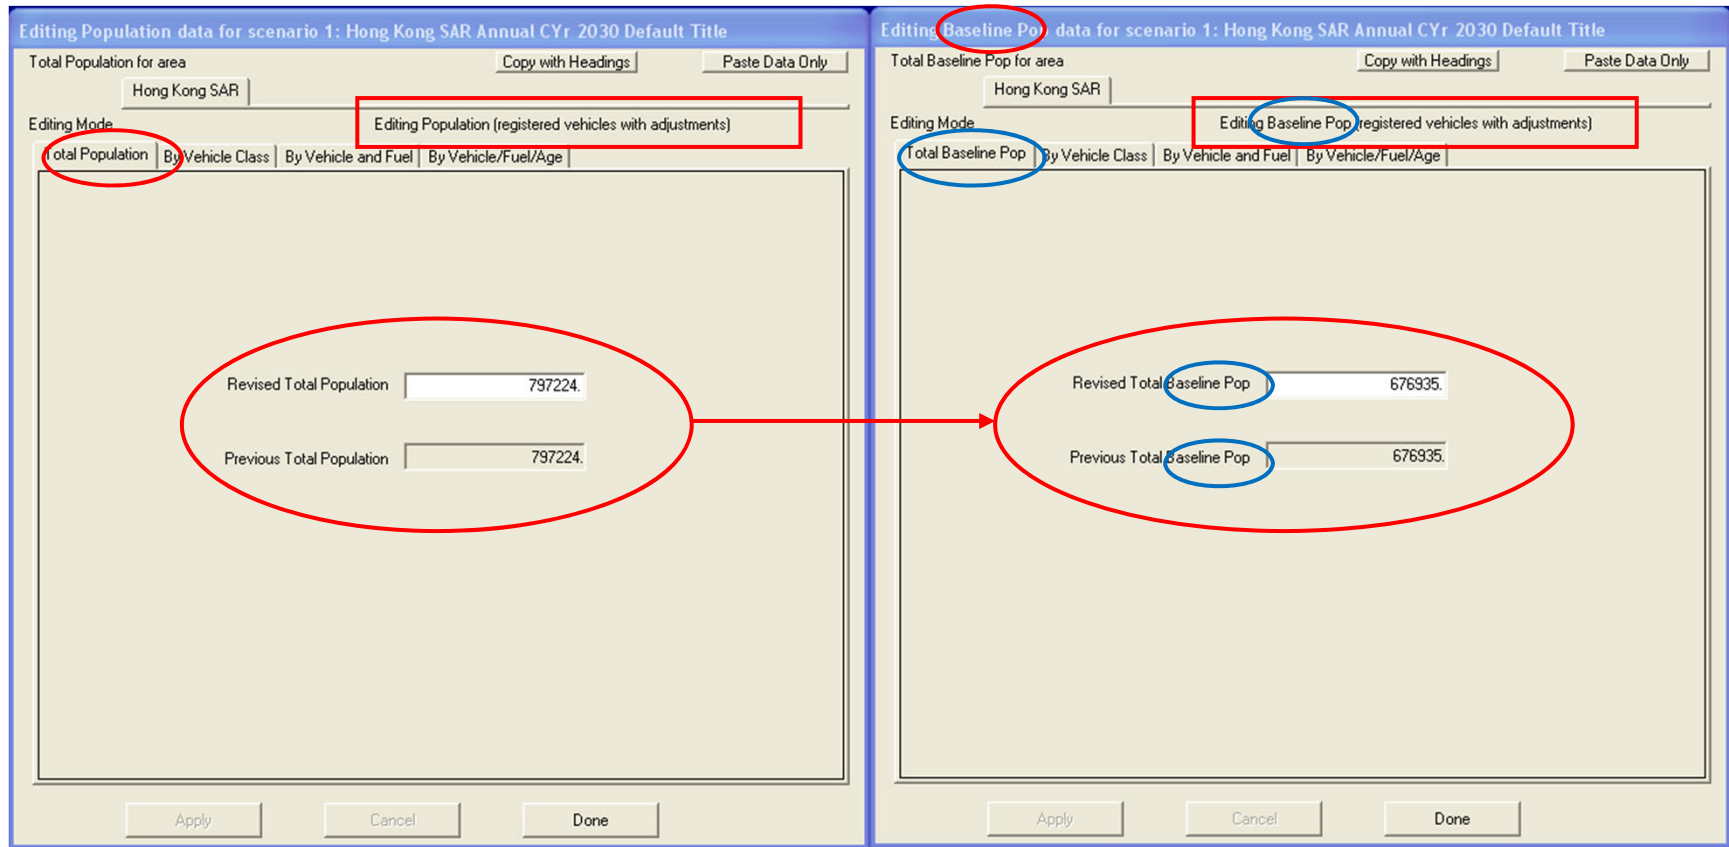 Editing Population data for scenario 1: Hong Kong SAR Annual CYr 2030 Default Title
Total Population for area
Copy with Headings
Paste Data Only
Hong Kong SAR
Editing Mode
Editing Population (registered vehicles with adjustments)
Total Population By Vehicle Class By Vehicle and Fuel By Vehicle/Fuel/Age
Revised Total Population 797224.
Previous Total Population 797224.
Apply Cancel Done
Editing Baseline Pop data for scenario 1: Hong Kong SAR Annual CYr 2030 Default Title
Total Baseline Pop for area
Copy with Headings
Paste Data Only
Hong Kong SAR
Editing Mode
Editing Baseline Pop (registered vehicles with adjustments)
Total Baseline Pop By Vehicle Class By Vehicle and Fuel By Vehicle/Fuel/Age
Revised Total Baseline Pop 676935.
Previous Total Baseline Pop 676935.
Apply Cancel Done